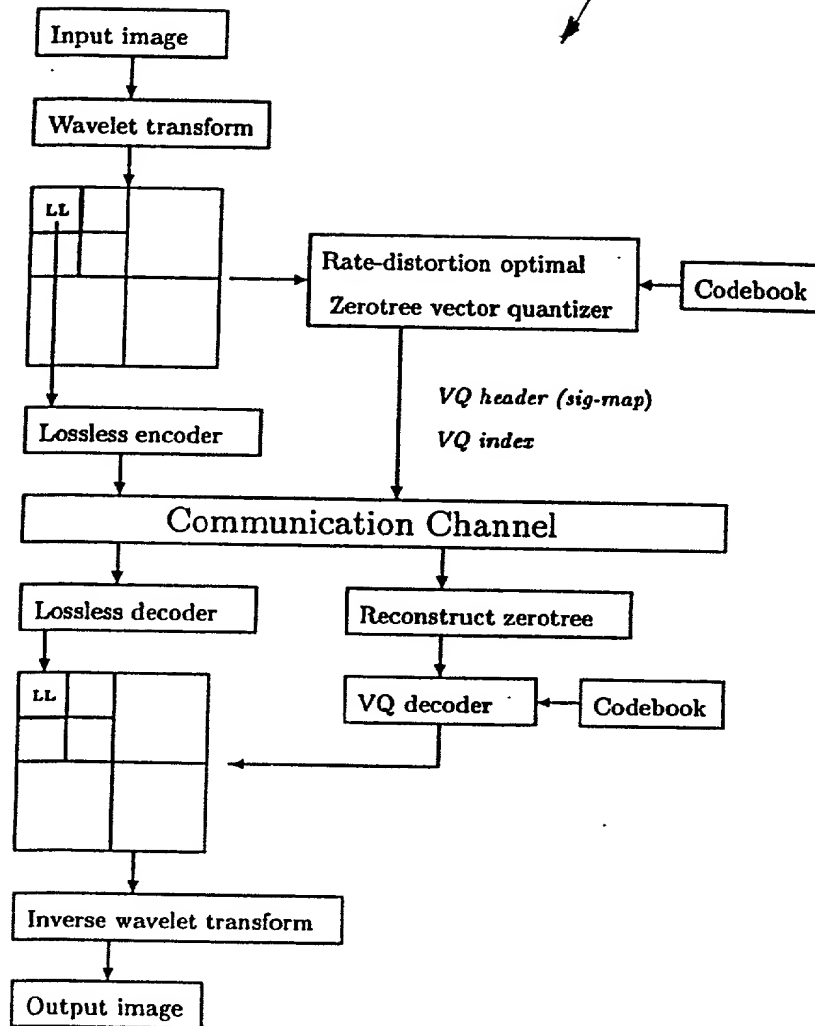 Input image
Wavelet transform
LL
Rate-distortion optimal
Zerotree vector quantizer
Codebook
VQ header (sig-map)
VQ index
Lossless encoder
Communication Channel
Lossless decoder
Reconstruct zerotree
LL
VQ decoder
Codebook
Inverse wavelet transform
Output image